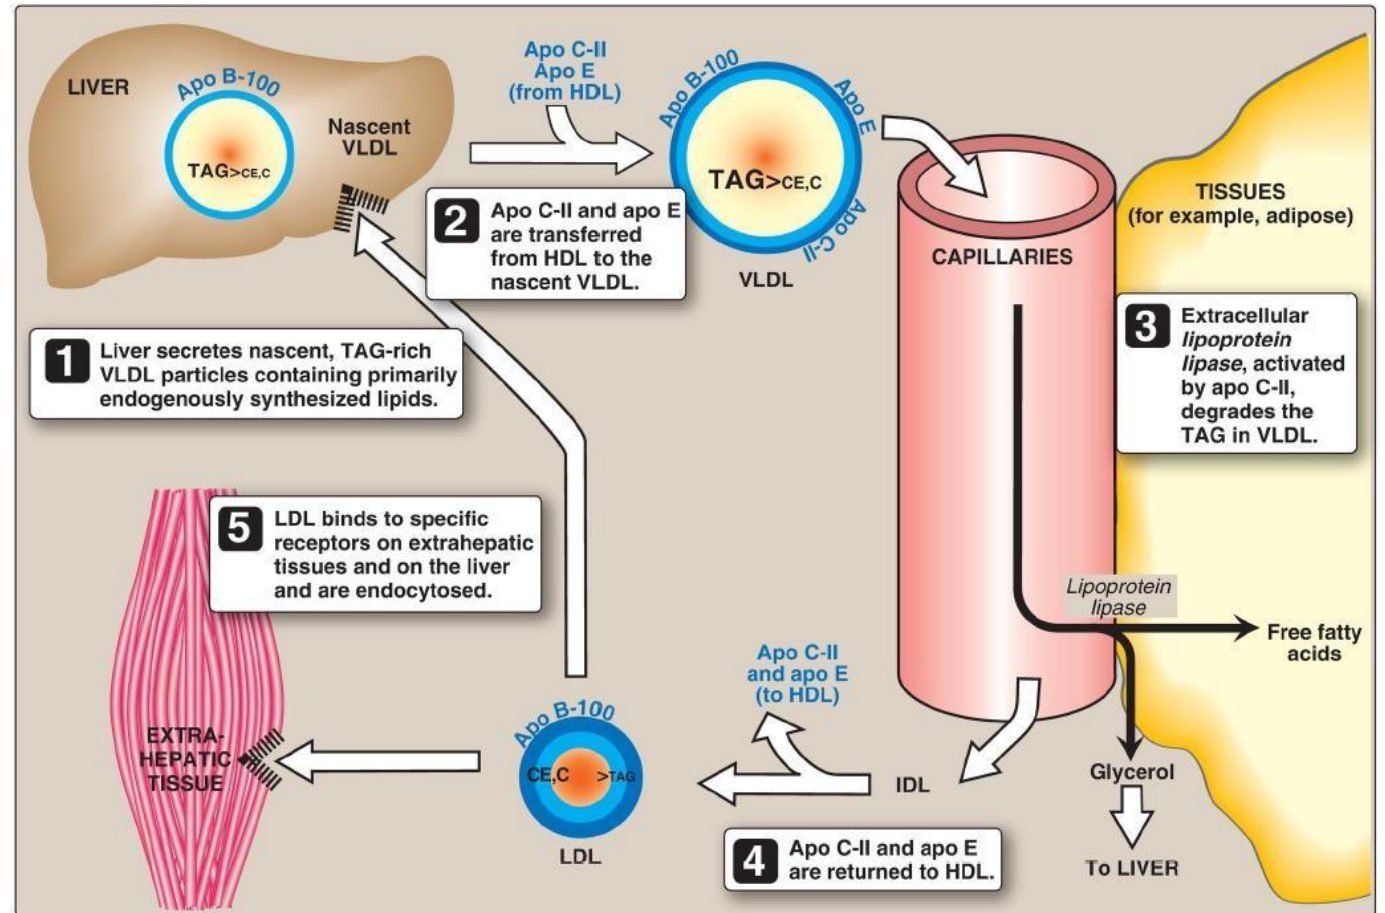 LIVER
Apo B-100
TAG>CE,C
Nascent
VLDL
Apo C-II
Apo E
(from HDL)
Apo B-100
Apo E
Apo C-II
TAG>CE,C
VLDL
CAPILLARIES
TISSUES
(for example, adipose)
1
Liver secretes nascent, TAG-rich
VLDL particles containing primarily
endogenously synthesized lipids.
2
Apo C-II and apo E
are transferred
from HDL to the
nascent VLDL.
3
Extracellular
lipoprotein
lipase, activated
by apo C-II,
degrades the
TAG in VLDL.
Lipoprotein
lipase
Free fatty
acids
Glycerol
To LIVER
IDL
Apo C-II
and apo E
(to HDL)
4
Apo C-II and apo E
are returned to HDL.
Apo B-100
CE,C >TAG
LDL
5
LDL binds to specific
receptors on extrahepatic
tissues and on the liver
and are endocytosed.
EXTRA-
HEPATIC
TISSUE